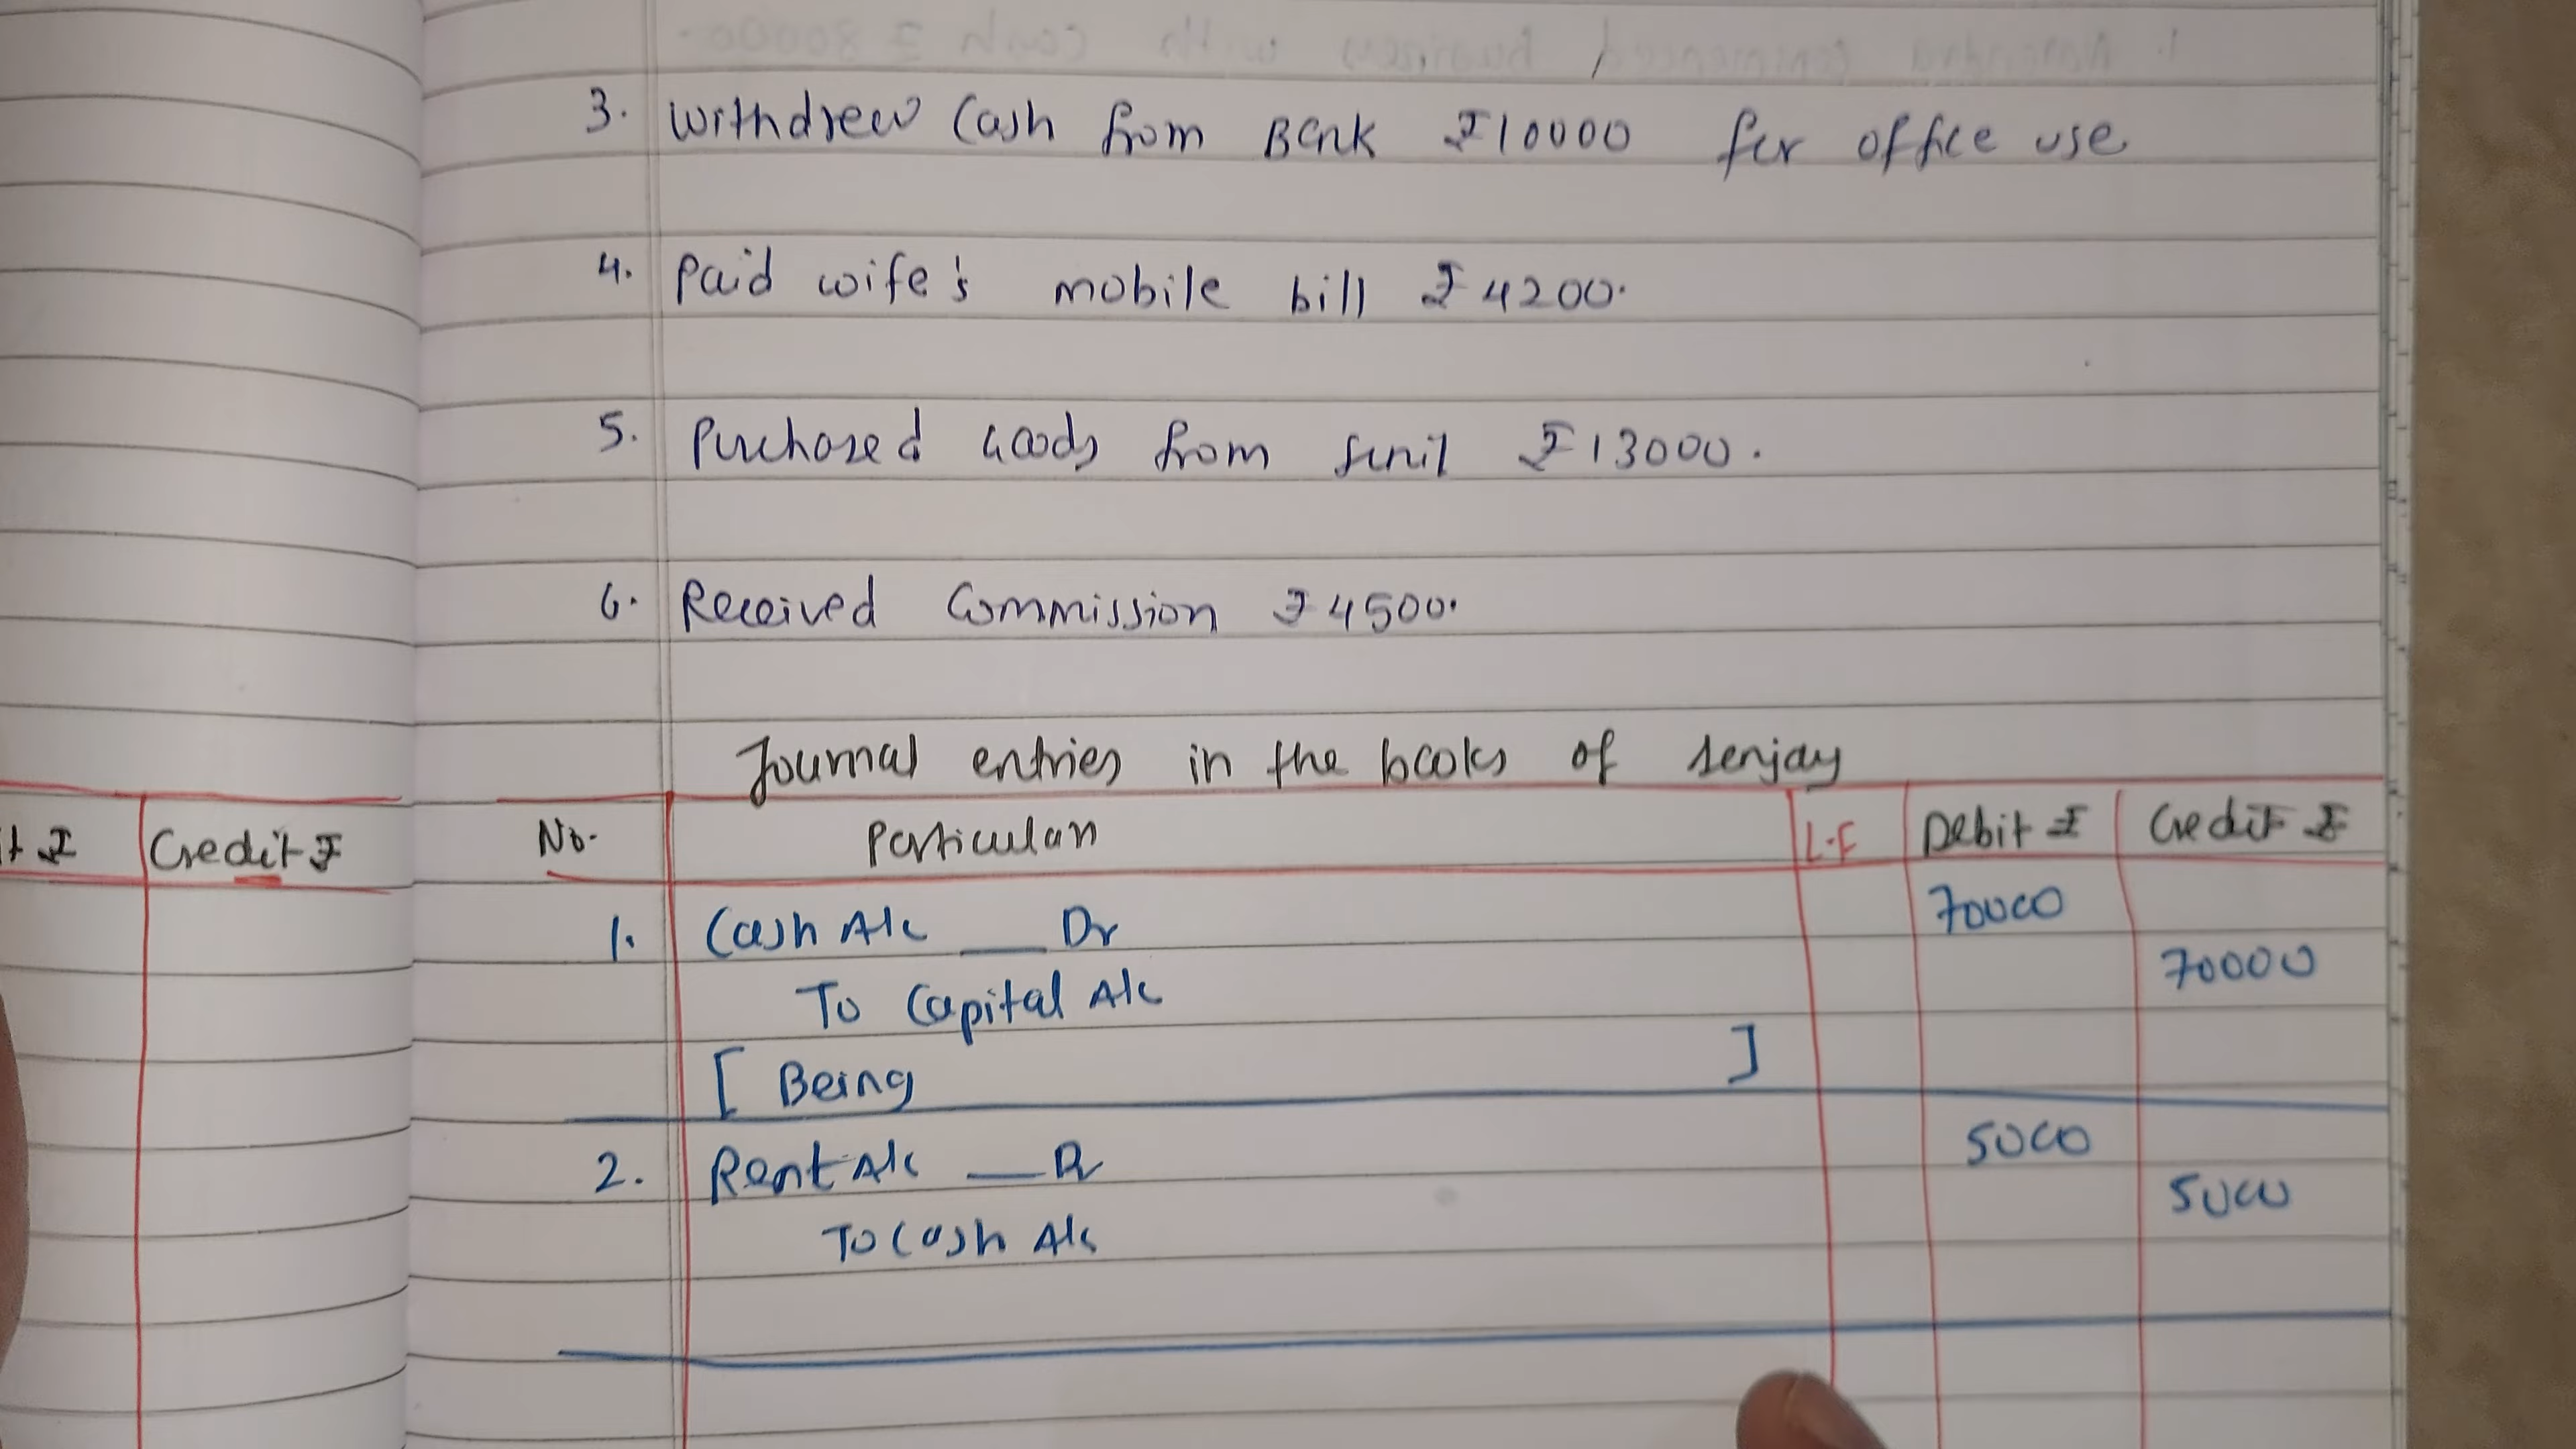 3. Withdrew Cash from Bank ₹10000 for office use
4. Paid wife's mobile bill ₹4200.
5. Purchased Goods from Sunil ₹13000.
6. Received Commission ₹4500.
Journal entries in the books of Sanjay
t ₹ Credit ₹
No. Particulars L.F Debit ₹ Credit ₹
1. Cash A/c ___ Dr 70000
To Capital A/c 70000
[ Being ]
2. Rent A/c ___ Dr 5000
To Cash A/c 5000